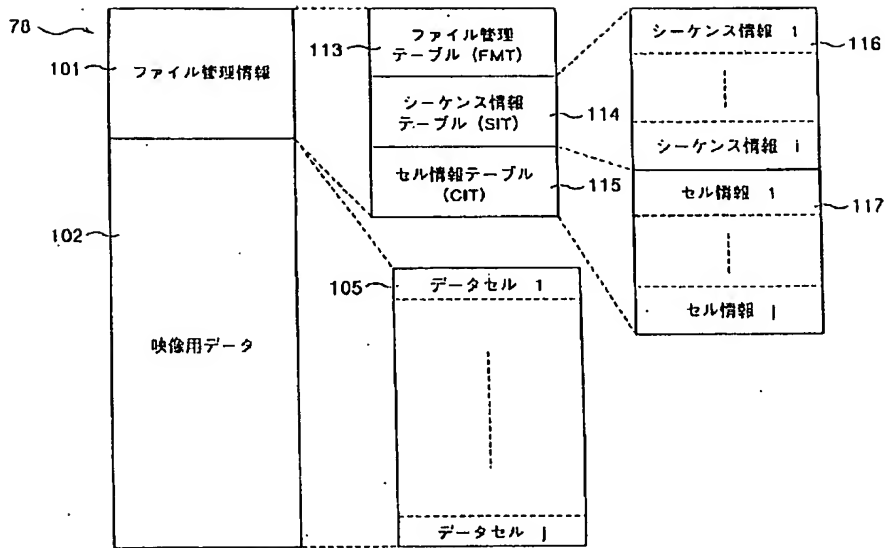 78
101
ファイル管理情報
102
映像用データ
113
ファイル管理
テーブル (FMT)
シーケンス情報
テーブル (SIT)
114
セル情報テーブル
(CIT)
115
105
データセル 1
データセル j
シーケンス情報 1
116
シーケンス情報 i
セル情報 1
117
セル情報 j